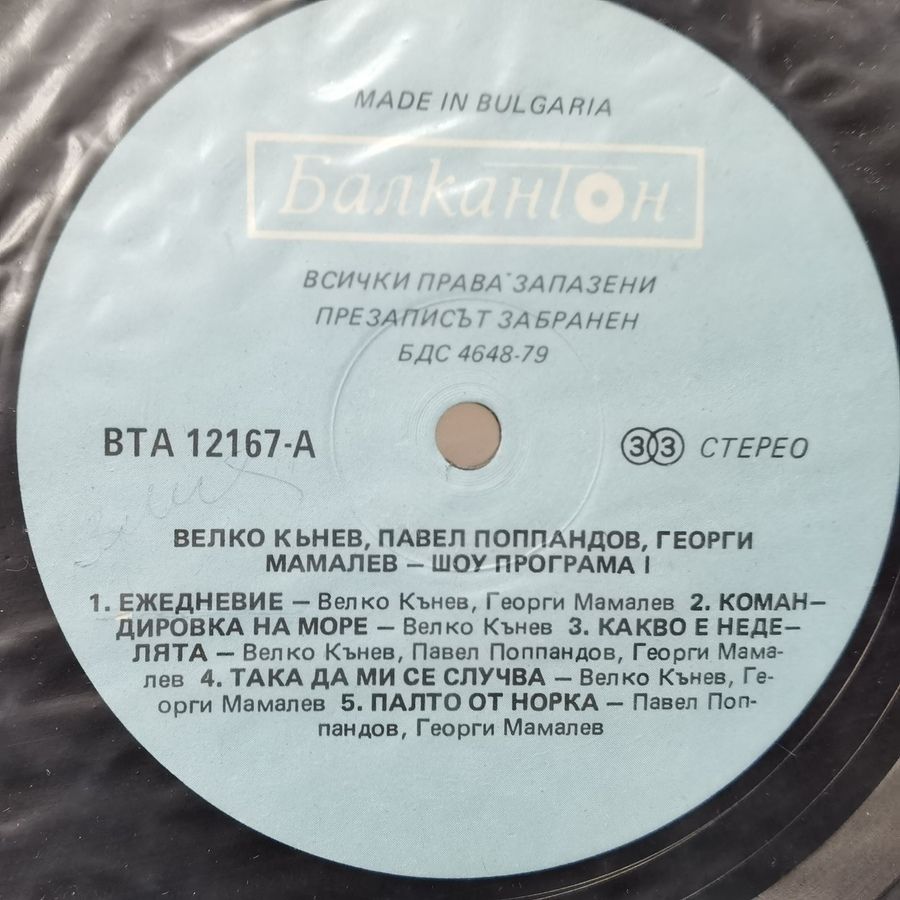 MADE IN BULGARIA
Балкантон
ВСИЧКИ ПРАВА ЗАПАЗЕНИ
ПРЕЗАПИСЪТ ЗАБРАНЕН
БДС 4648-79
ВТА 12167-А
33 СТЕРЕО
ВЕЛКО КЪНЕВ, ПАВЕЛ ПОППАНДОВ, ГЕОРГИ
МАМАЛЕВ – ШОУ ПРОГРАМА I
1. ЕЖЕДНЕВИЕ – Велко Кънев, Георги Мамалев 2. КОМАН–
ДИРОВКА НА МОРЕ – Велко Кънев 3. КАКВО Е НЕДЕ–
ЛЯТА – Велко Кънев, Павел Поппандов, Георги Мама-
лев 4. ТАКА ДА МИ СЕ СЛУЧВА – Велко Кънев, Ге-
орги Мамалев 5. ПАЛТО ОТ НОРКА – Павел Поп-
пандов, Георги Мамалев